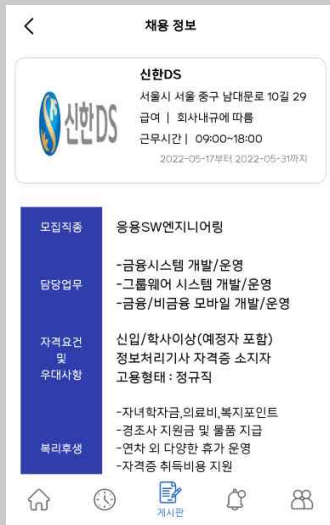 채용 정보
신한DS
신한DS
서울시 서울 중구 남대문로 10길 29
급여 | 회사내규에 따름
근무시간 | 09:00~18:00
2022-05-17부터 2022-05-31까지
모집직종
응용SW엔지니어링
담당업무
-금융시스템 개발/운영
-그룹웨어 시스템 개발/운영
-금융/비금융 모바일 개발/운영
자격요건
및
우대사항
신입/학사이상(예정자 포함)
정보처리기사 자격증 소지자
고용형태 : 정규직
복리후생
-자녀학자금,의료비,복지포인트
-경조사 지원금 및 물품 지급
-연차 외 다양한 휴가 운영
-자격증 취득비용 지원
게시판